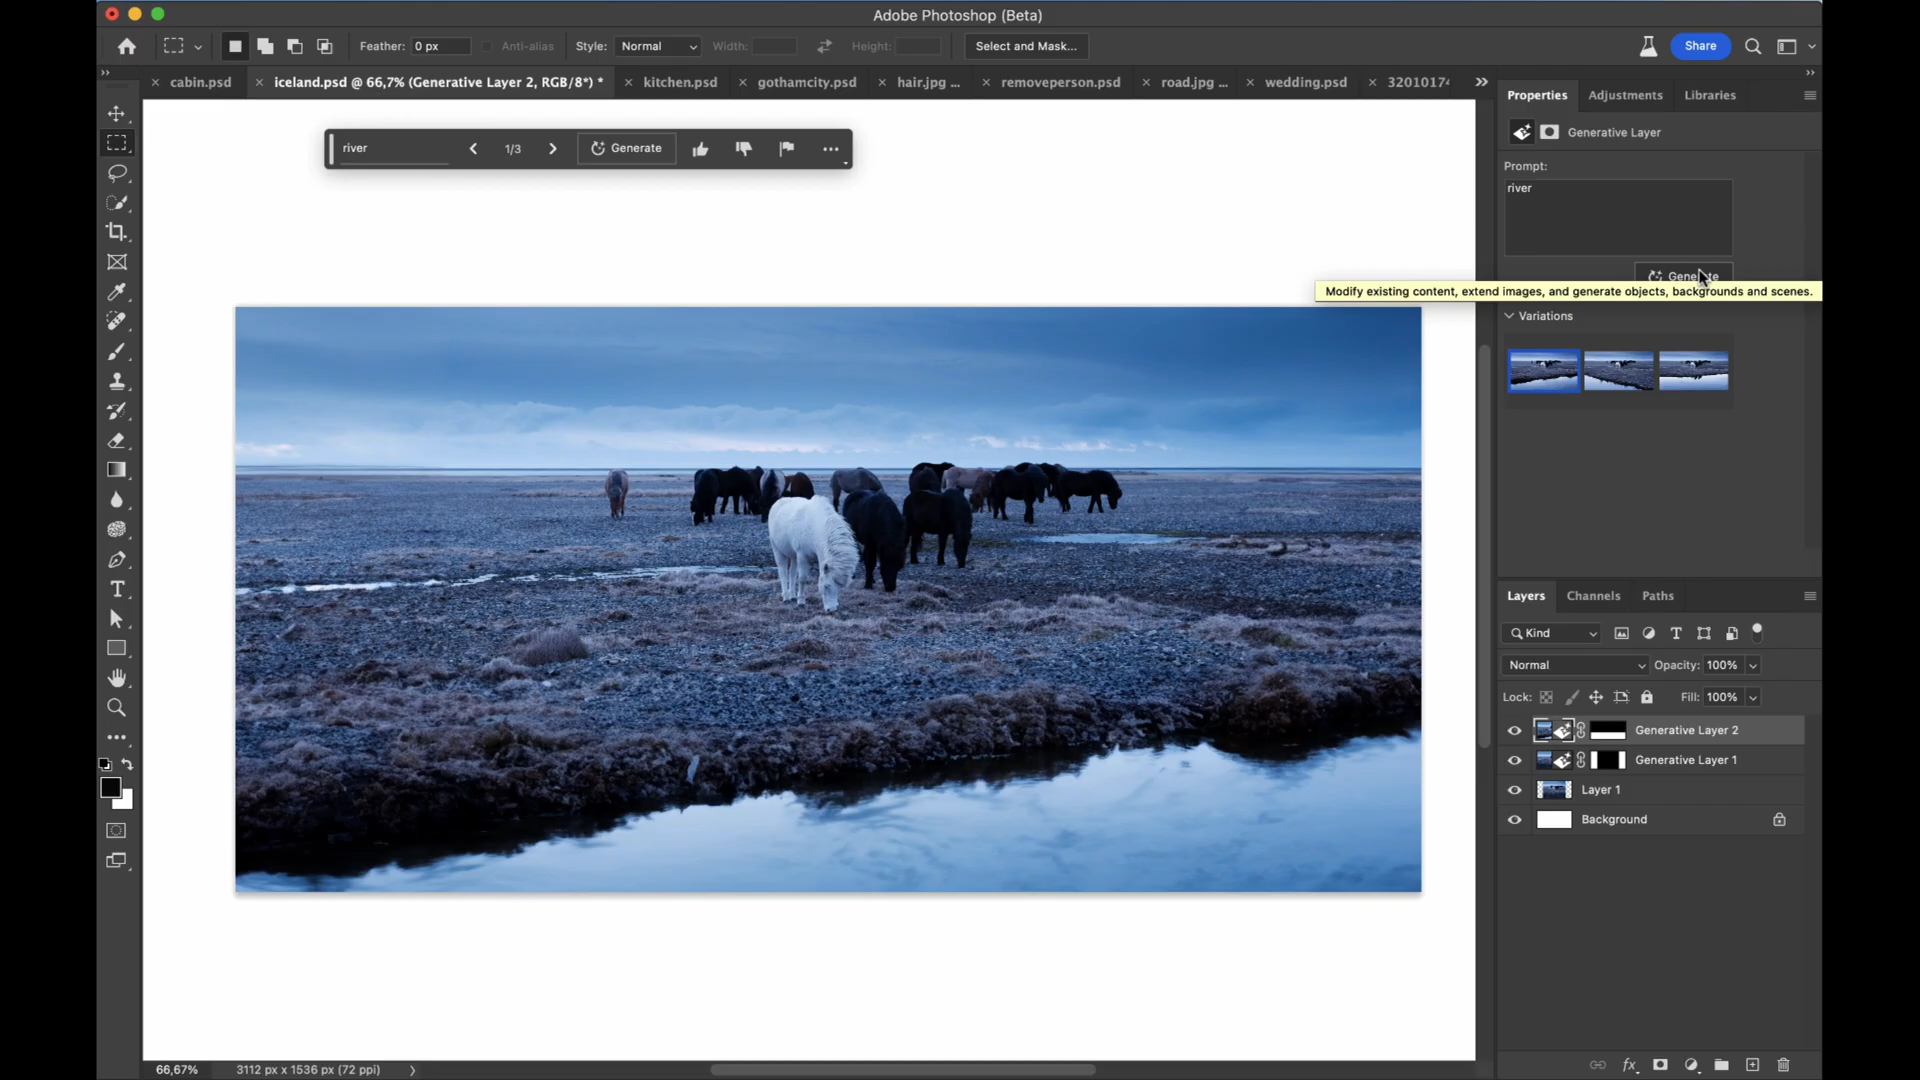 Adobe Photoshop (Beta)
Feather: 0 px Anti-alias Style: Normal Width: Height: Select and Mask... Share
cabin.psd iceland.psd @ 66,7% (Generative Layer 2, RGB/8*) * kitchen.psd gothamcity.psd hair.jpg ... removeperson.psd road.jpg ... wedding.psd 32010174
Properties Adjustments Libraries
Generative Layer
river 1/3 Generate
Prompt:
river
Generate
Modify existing content, extend images, and generate objects, backgrounds and scenes.
Variations
Layers Channels Paths
Kind
Normal Opacity: 100%
Lock: Fill: 100%
Generative Layer 2
Generative Layer 1
Layer 1
Background
66,67% 3112 px x 1536 px (72 ppi)
fx